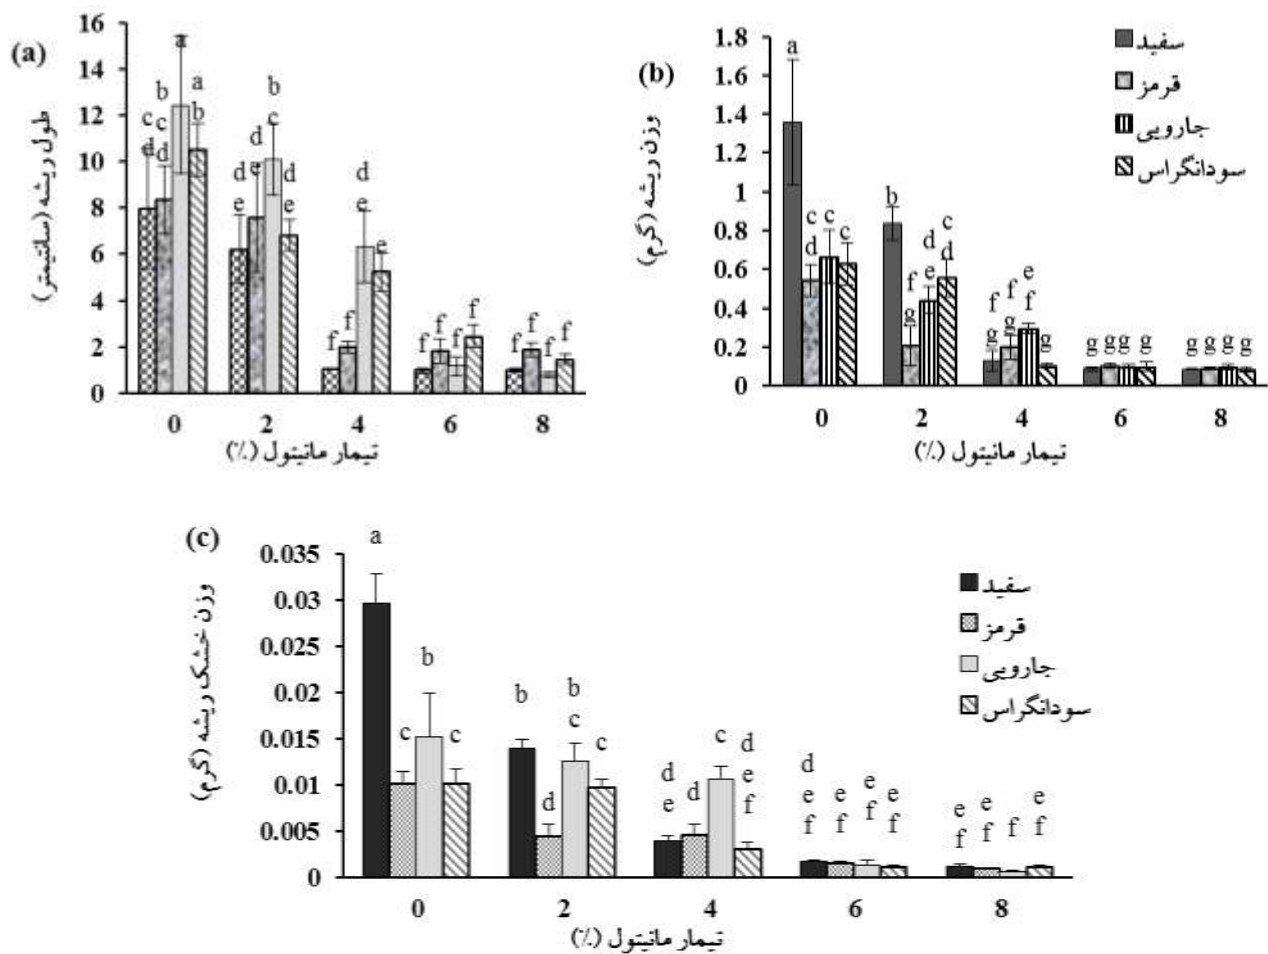 (a)
طول ریشه (سانتیمتر)
16
14
12
10
8
6
4
2
0
c
d
b
c
d
a
a
b
d
e
d
e
b
c
d
e
f
f
d
e
e
f
f
f
f
f
f
f
f
0 2 4 6 8
تیمار مانیتول (٪)
(b)
وزن ریشه (گرم)
1.8
1.6
1.4
1.2
1
0.8
0.6
0.4
0.2
0
a
c
d
c
c
b
f
g
d
e
c
d
f
g
f
g
e
f
g
g g g g
g g g g
0 2 4 6 8
تیمار مانیتول (٪)
سفید
قرمز
جارویی
سودانگراس
(c)
وزن خشک ریشه (گرم)
0.035
0.03
0.025
0.02
0.015
0.01
0.005
0
a
c
b
c
b
d
b
c
c
d
e
d
c
d
e
f
d
e
f
e
f
e
f
e
f
e
f
e
f
f
e
f
0 2 4 6 8
تیمار مانیتول (٪)
سفید
قرمز
جارویی
سودانگراس